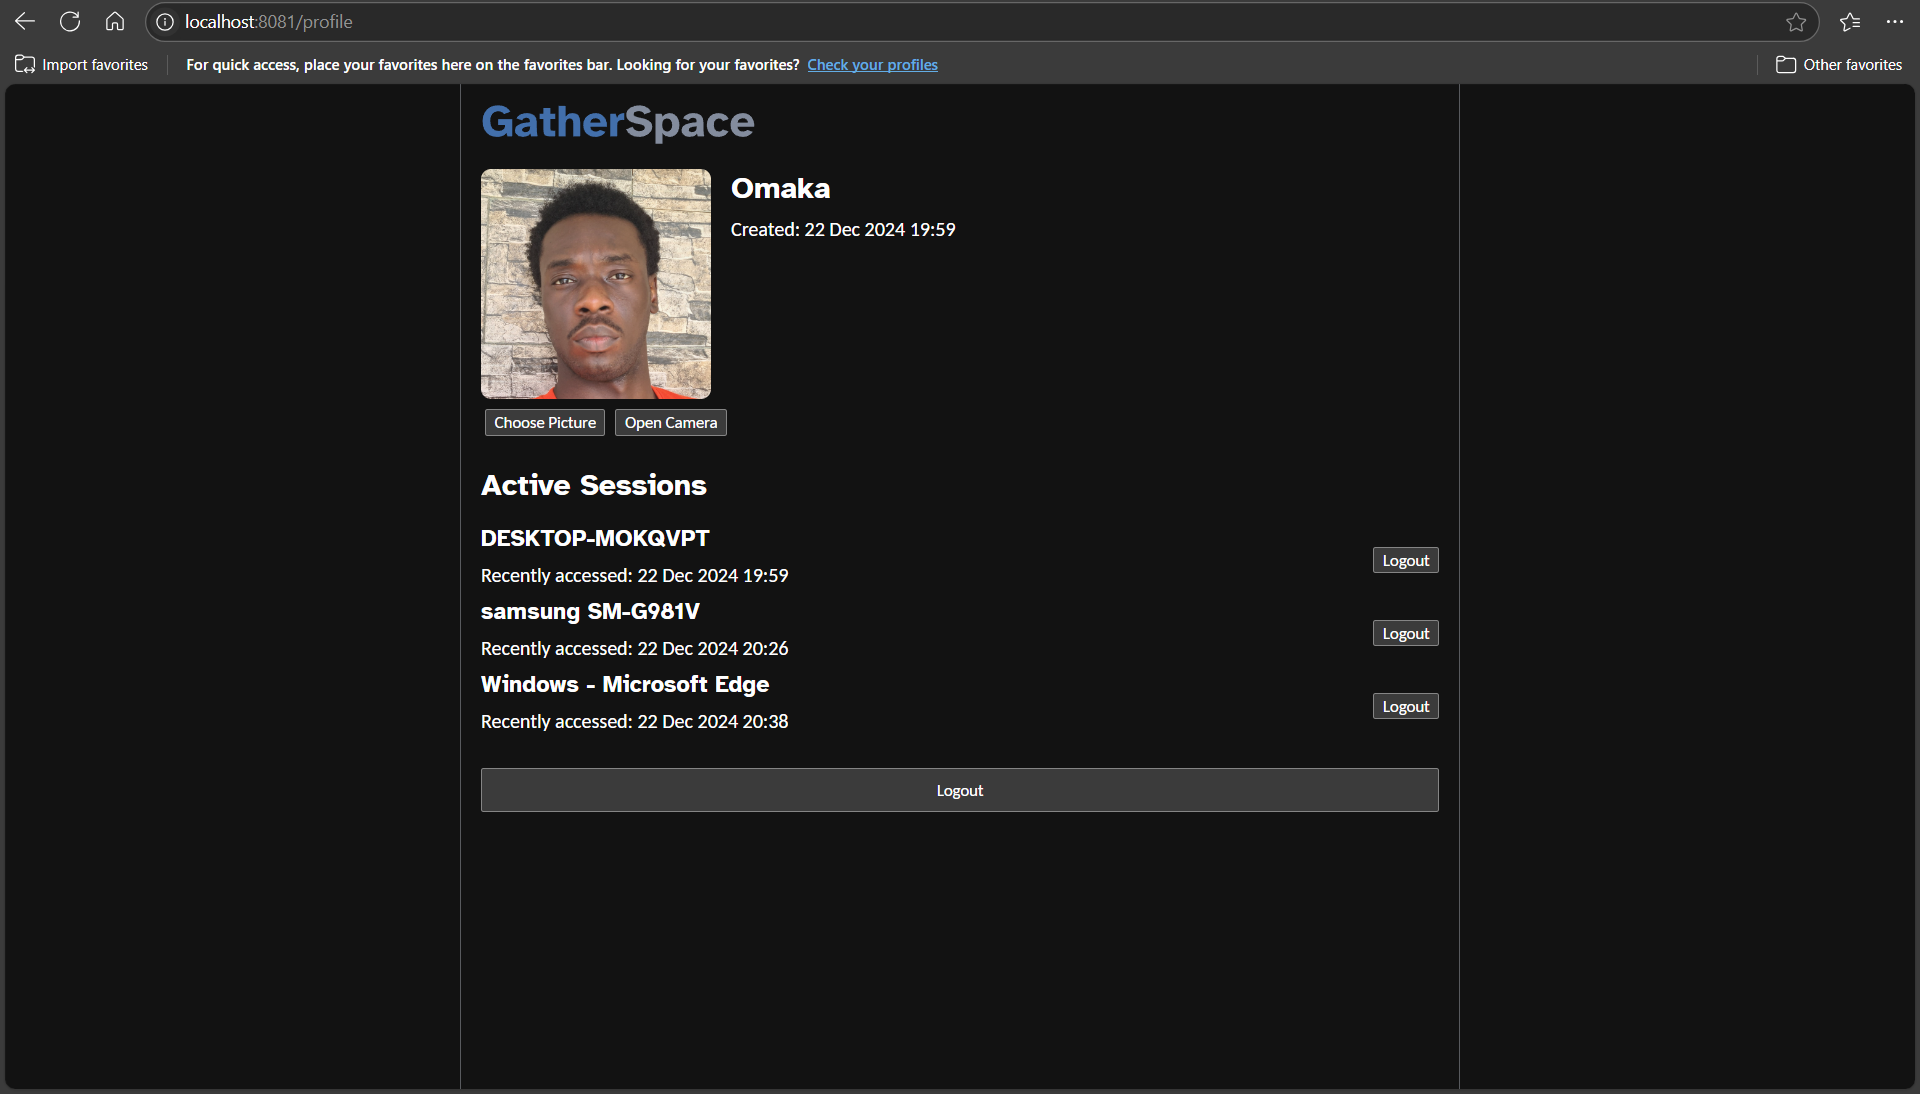 localhost:8081/profile
Import favorites
For quick access, place your favorites here on the favorites bar. Looking for your favorites? Check your profiles
Other favorites
GatherSpace
Omaka
Created: 22 Dec 2024 19:59
Choose Picture
Open Camera
Active Sessions
DESKTOP-MOKQVPT
Recently accessed: 22 Dec 2024 19:59
Logout
samsung SM-G981V
Recently accessed: 22 Dec 2024 20:26
Logout
Windows - Microsoft Edge
Recently accessed: 22 Dec 2024 20:38
Logout
Logout